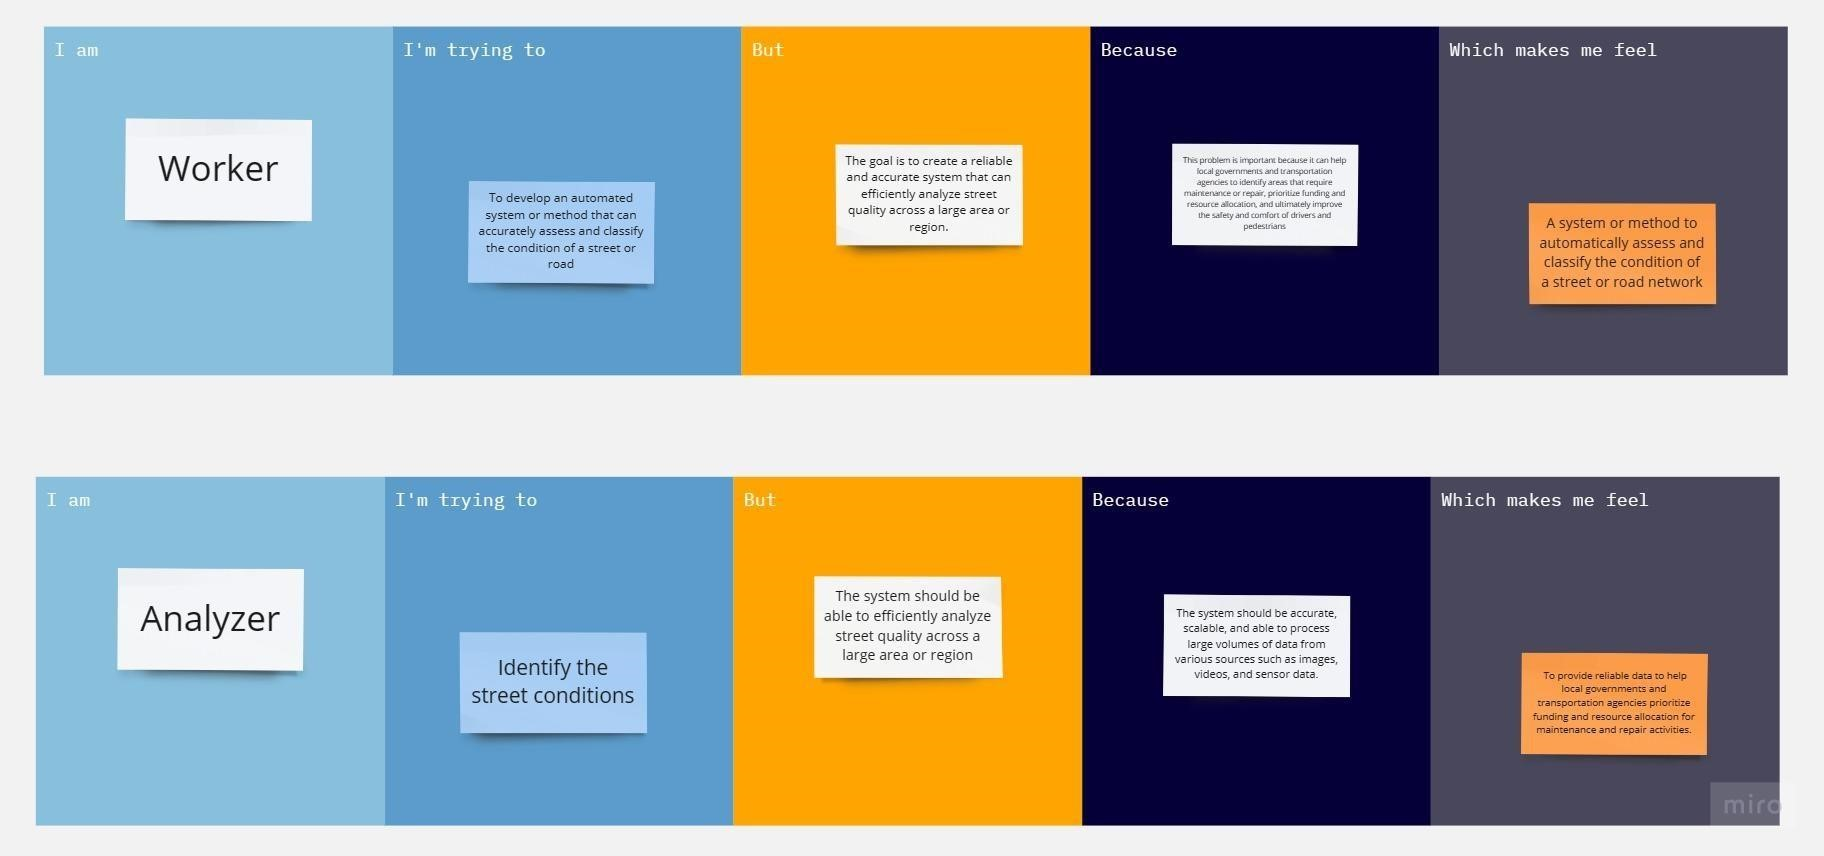 I am
I'm trying to
But
Because
Which makes me feel
Worker
To develop an automated
system or method that can
accurately assess and classify
the condition of a street or
road
The goal is to create a reliable
and accurate system that can
efficiently analyze street
quality across a large area or
region.
This problem is important because it can help
local governments and transportation
agencies to identify areas that require
maintenance or repair, prioritize funding and
resource allocation, and ultimately improve
the safety and comfort of drivers and
pedestrians
A system or method to
automatically assess and
classify the condition of
a street or road network
I am
I'm trying to
But
Because
Which makes me feel
Analyzer
Identify the
street conditions
The system should be
able to efficiently analyze
street quality across a
large area or region
The system should be accurate,
scalable, and able to process
large volumes of data from
various sources such as images,
videos, and sensor data.
To provide reliable data to help
local governments and
transportation agencies prioritize
funding and resource allocation for
maintenance and repair activities.
miro